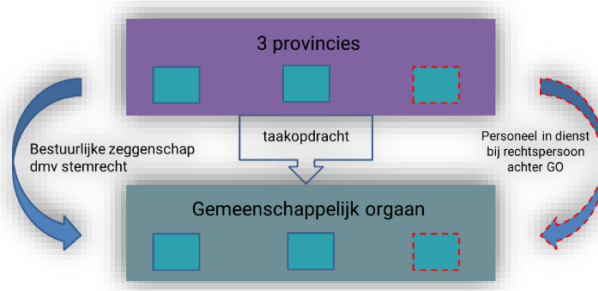 3 provincies
Bestuurlijke zeggenschap
dmv stemrecht
taakopdracht
Personeel in dienst
bij rechtspersoon
achter GO
Gemeenschappelijk orgaan